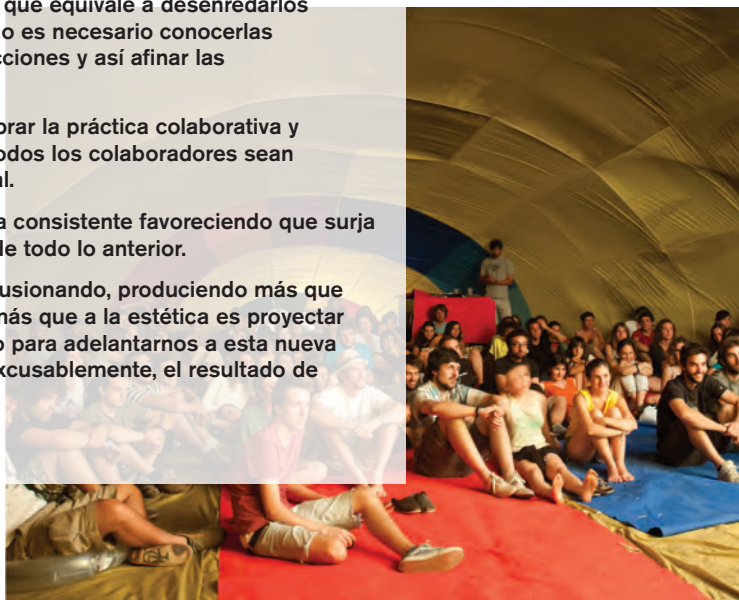 que equivale a desenredarlos
o es necesario conocerlas
cciones y así afinar las
orar la práctica colaborativa y
odos los colaboradores sean
al.
a consistente favoreciendo que surja
de todo lo anterior.
usionando, produciendo más que
más que a la estética es proyectar
o para adelantarnos a esta nueva
xcusablemente, el resultado de